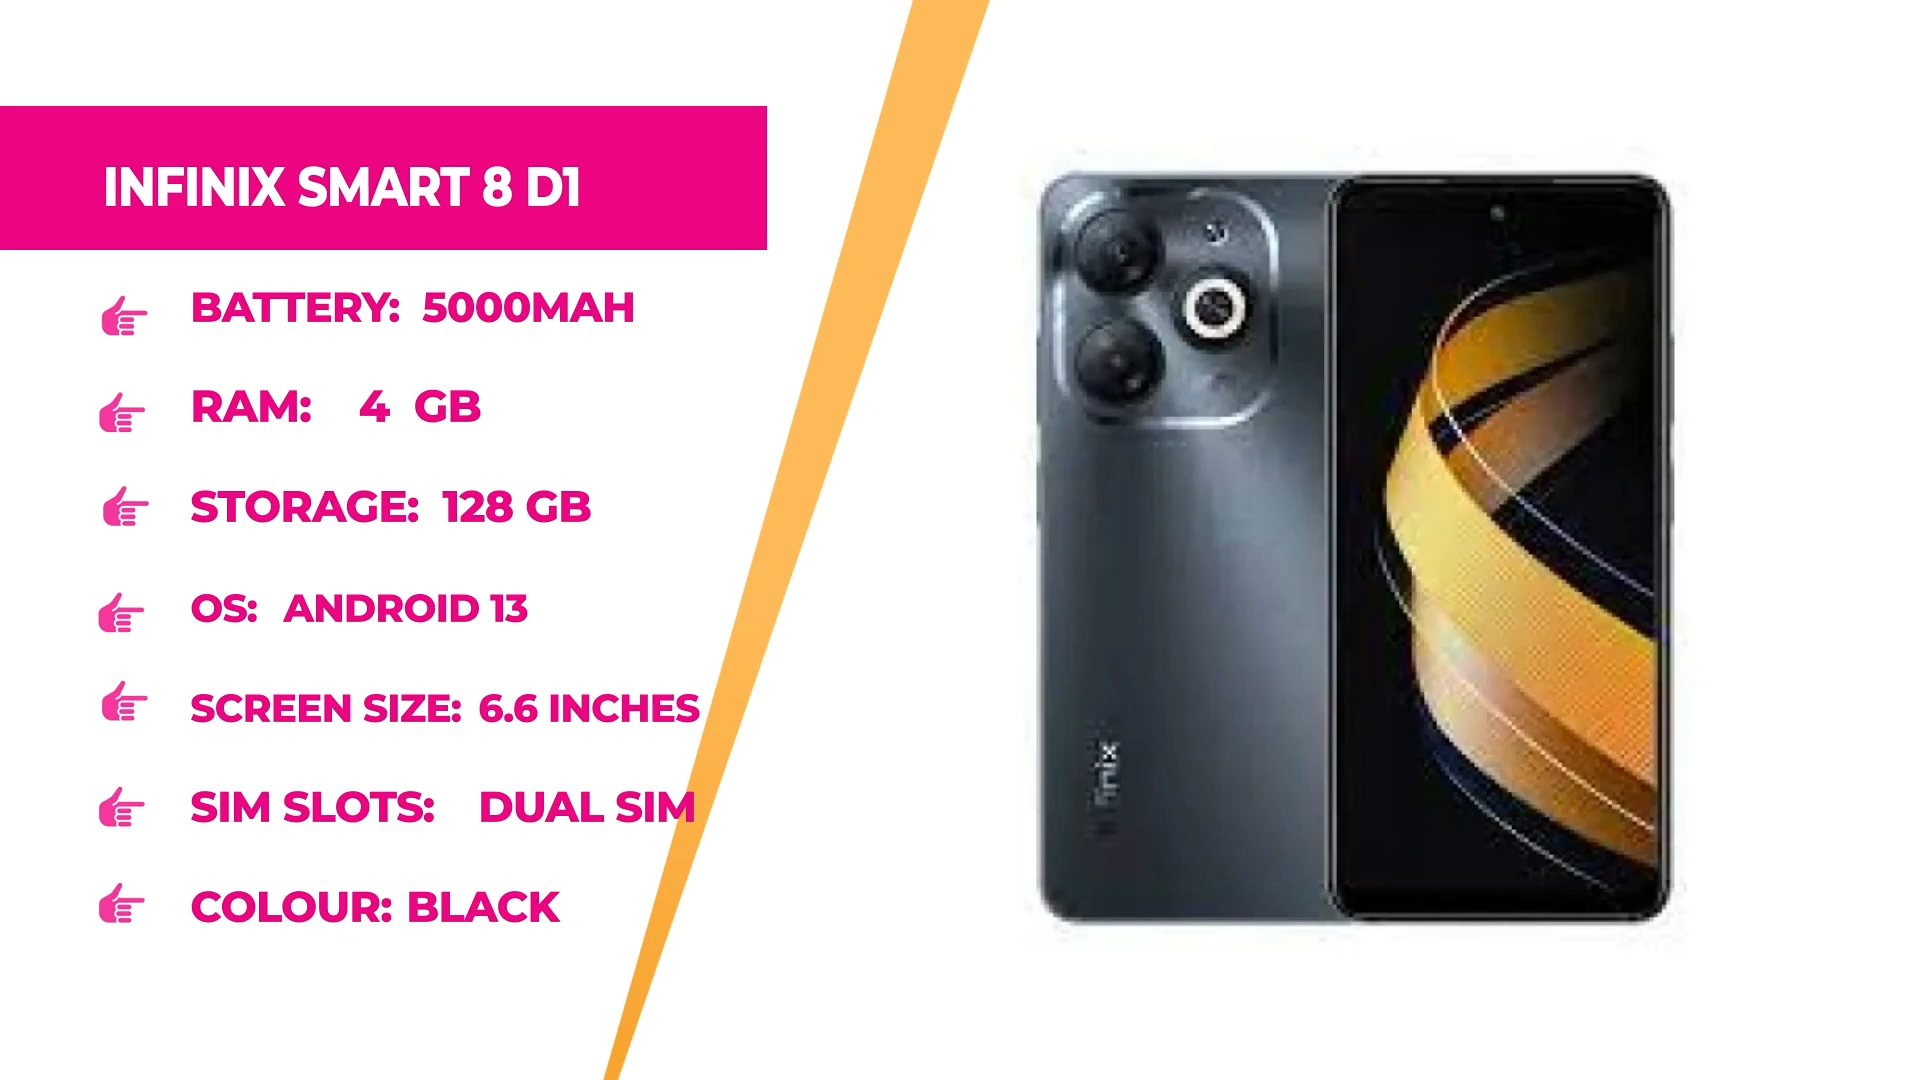 INFINIX SMART 8 D1
BATTERY: 5000MAH
RAM: 4 GB
STORAGE: 128 GB
OS: ANDROID 13
SCREEN SIZE: 6.6 INCHES
SIM SLOTS: DUAL SIM
COLOUR: BLACK